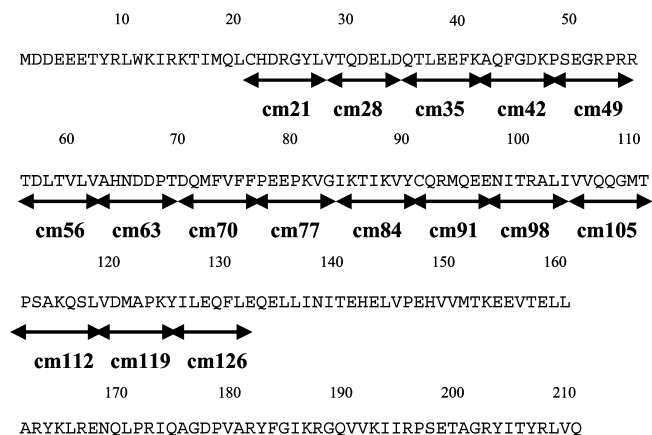 10 20 30 40 50
MDDEEETYRLWKIRKTIMQLCHDRGYLVTQDELDQTLEEFKAQFGDKPSEGRPRR
cm21 cm28 cm35 cm42 cm49
60 70 80 90 100 110
TDLTVLVAHNDDPTDQMFVFFPEEPKVGIKTIKVYCQRMQEENITRALIVVQQGMT
cm56 cm63 cm70 cm77 cm84 cm91 cm98 cm105
120 130 140 150 160
PSAKQSLVDMAPKYILEQFLEQELLINITEHELVPEHVVMTKEEVTELL
cm112 cm119 cm126
170 180 190 200 210
ARYKLRENQLPRIQAGDPVARYFGIKRGQVVKIIRPSETAGRYITYRLVQ